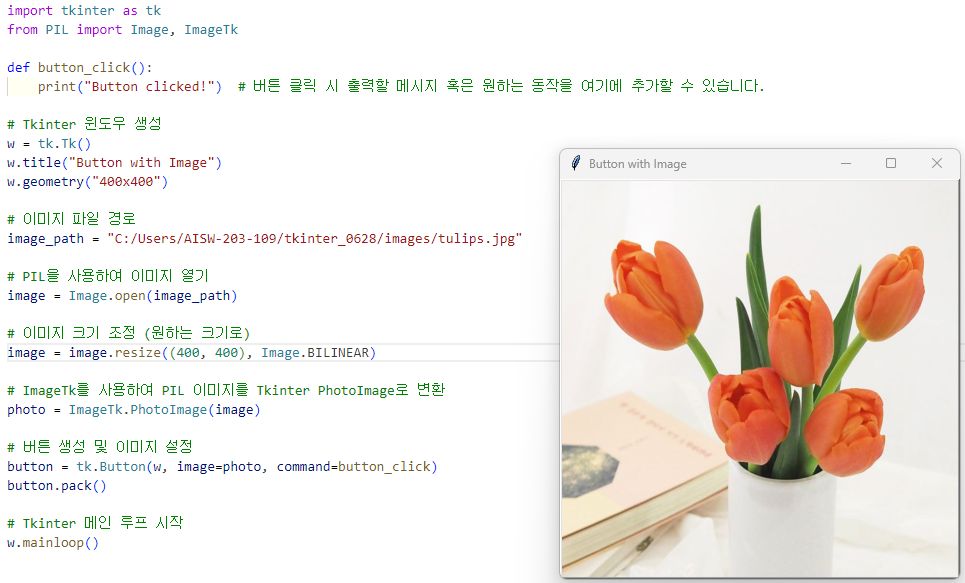 import tkinter as tk
from PIL import Image, ImageTk
def button_click():
    print("Button clicked!")  # 버튼 클릭 시 출력할 메시지 혹은 원하는 동작을 여기에 추가할 수 있습니다.
# Tkinter 윈도우 생성
w = tk.Tk()
w.title("Button with Image")
w.geometry("400x400")
# 이미지 파일 경로
image_path = "C:/Users/AISW-203-109/tkinter_0628/images/tulips.jpg"
# PIL을 사용하여 이미지 열기
image = Image.open(image_path)
# 이미지 크기 조정 (원하는 크기로)
image = image.resize((400, 400), Image.BILINEAR)
# ImageTk를 사용하여 PIL 이미지를 Tkinter PhotoImage로 변환
photo = ImageTk.PhotoImage(image)
# 버튼 생성 및 이미지 설정
button = tk.Button(w, image=photo, command=button_click)
button.pack()
# Tkinter 메인 루프 시작
w.mainloop()
Button with Image